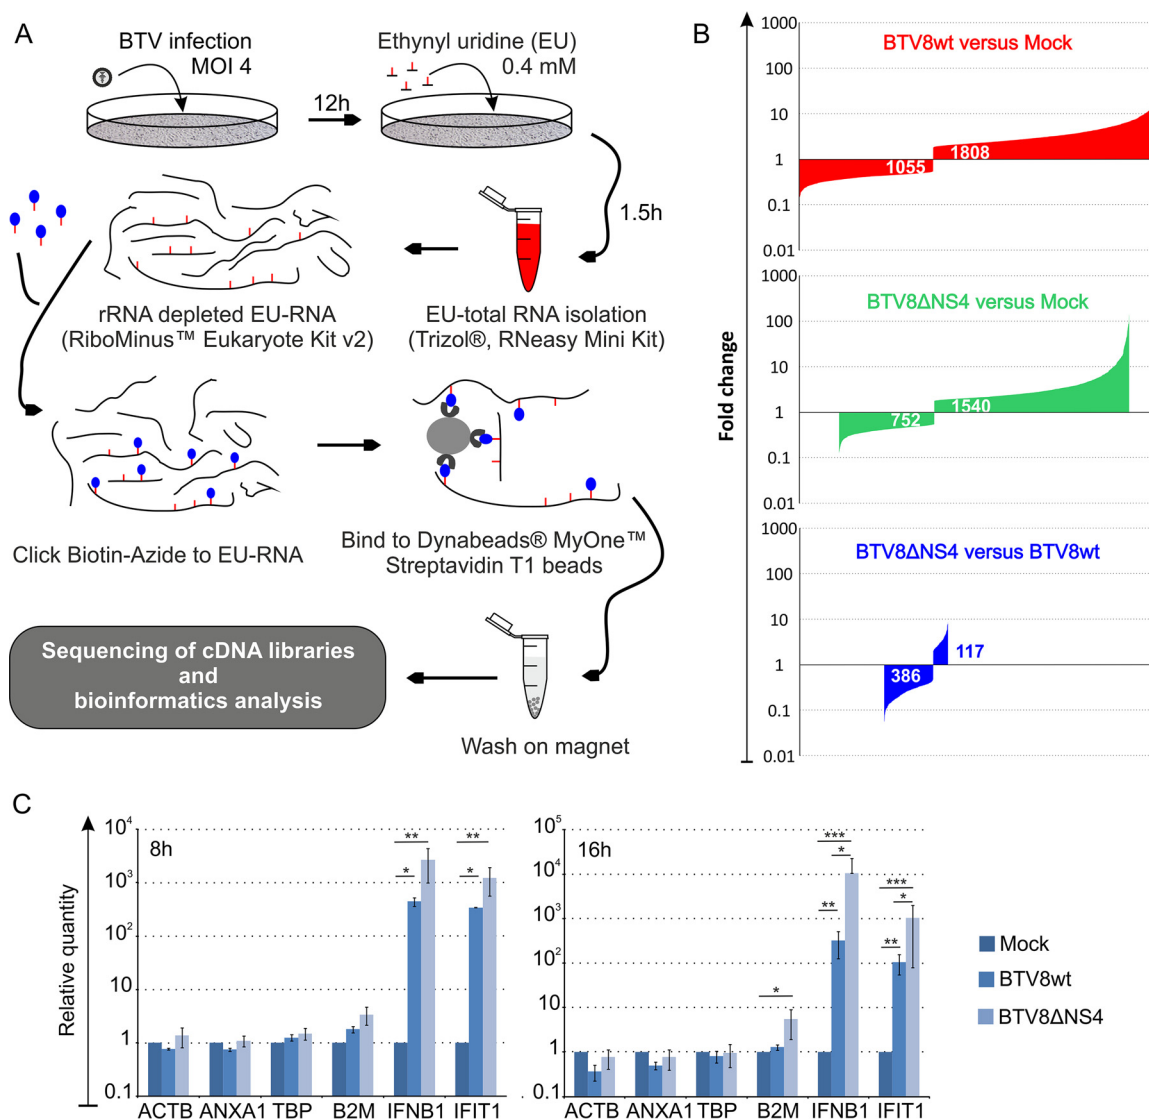 A
BTV infection
MOI 4
Ethynyl uridine (EU)
0.4 mM
12h
1.5h
rRNA depleted EU-RNA
(RiboMinus™ Eukaryote Kit v2)
EU-total RNA isolation
(Trizol®, RNeasy Mini Kit)
Click Biotin-Azide to EU-RNA
Bind to Dynabeads® MyOne™
Streptavidin T1 beads
Sequencing of cDNA libraries
and
bioinformatics analysis
Wash on magnet
B
Fold change
1000
100
10
1
0.1
0.01
BTV8wt versus Mock
1055
1808
1000
100
10
1
0.1
0.01
BTV8ΔNS4 versus Mock
752
1540
1000
100
10
1
0.1
0.01
BTV8ΔNS4 versus BTV8wt
386
117
C
Relative quantity
8h
10⁴
10³
10²
10
1
0.1
** **
* *
ACTB ANXA1 TBP B2M IFNB1 IFIT1
16h
10⁵
10⁴
10³
10²
10
1
0.1
***
*
***
*
**
**
*
ACTB ANXA1 TBP B2M IFNB1 IFIT1
Mock
BTV8wt
BTV8ΔNS4